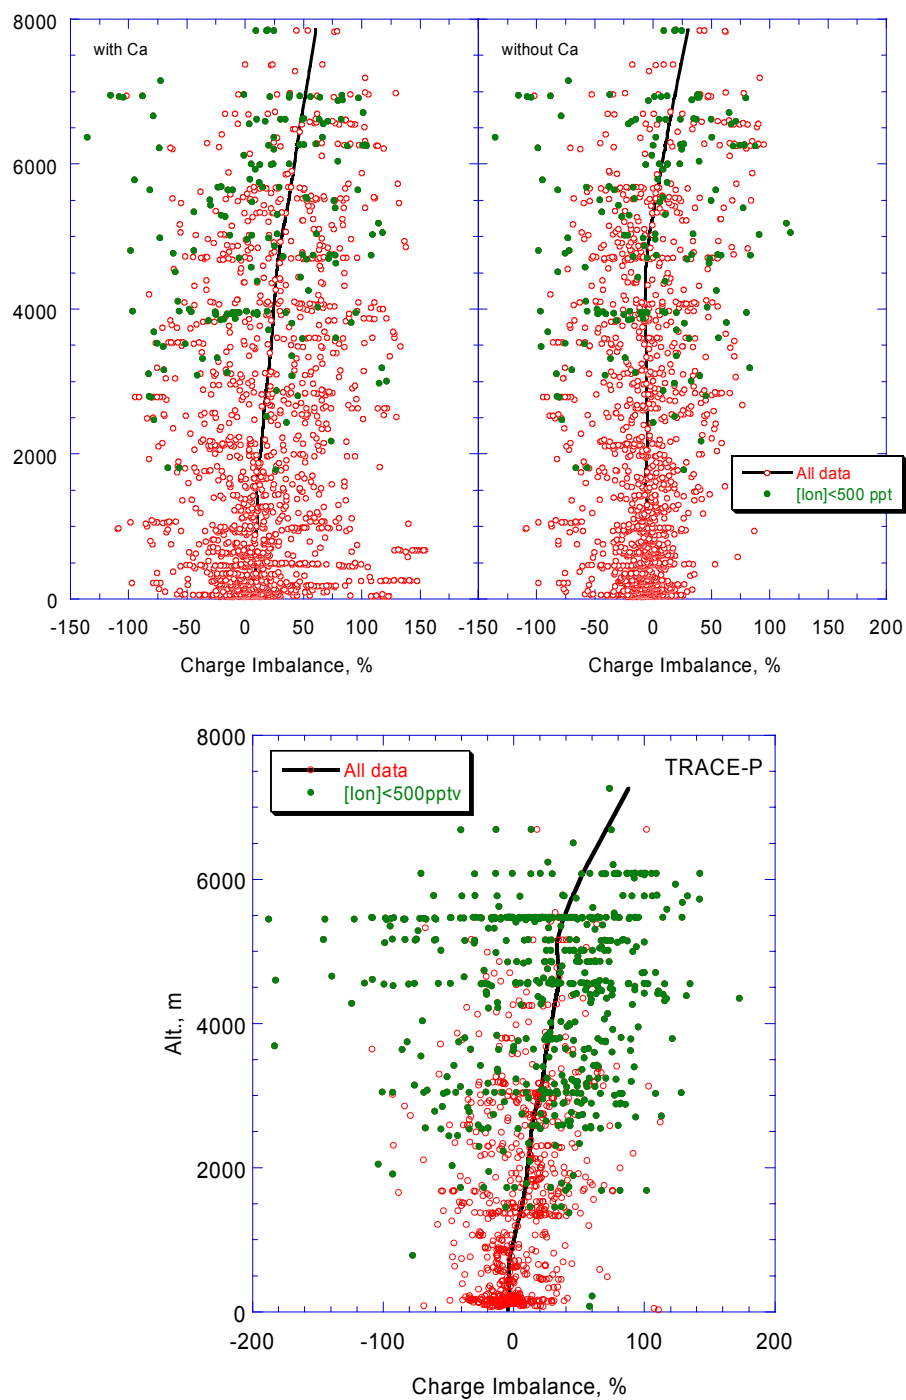 8000
6000
4000
2000
0
with Ca
without Ca
All data
[Ion]<500 ppt
-150 -100 -50 0 50 100 -150 -100 -50 0 50 100 150 200
Charge Imbalance, %
Charge Imbalance, %
8000
6000
4000
2000
0
Alt., m
All data
[Ion]<500pptv
TRACE-P
-200 -100 0 100 200
Charge Imbalance, %